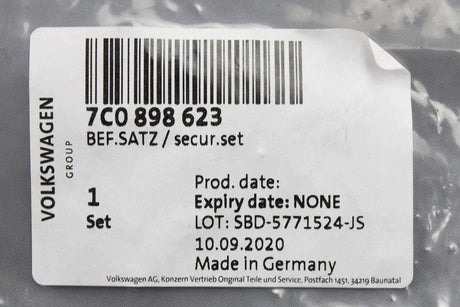 7C0 898 623
BEF.SATZ / secur.set
VOLKSWAGEN
GROUP
1
Set
Prod. date:
Expiry date: NONE
LOT: SBD-5771524-JS
10.09.2020
Made in Germany
Volkswagen AG, Konzern Vertrieb Original Teile und Service, Postfach 1451, 34219 Baunatal